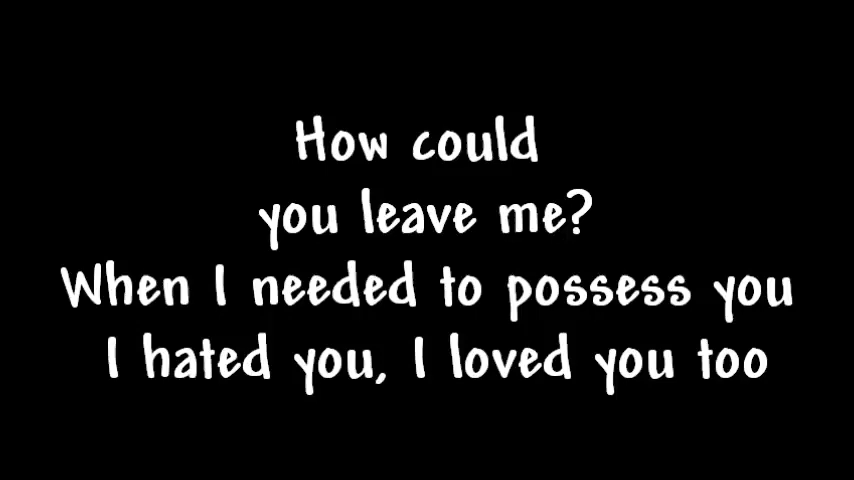 How could
you leave me?
When I needed to possess you
I hated you, I loved you too